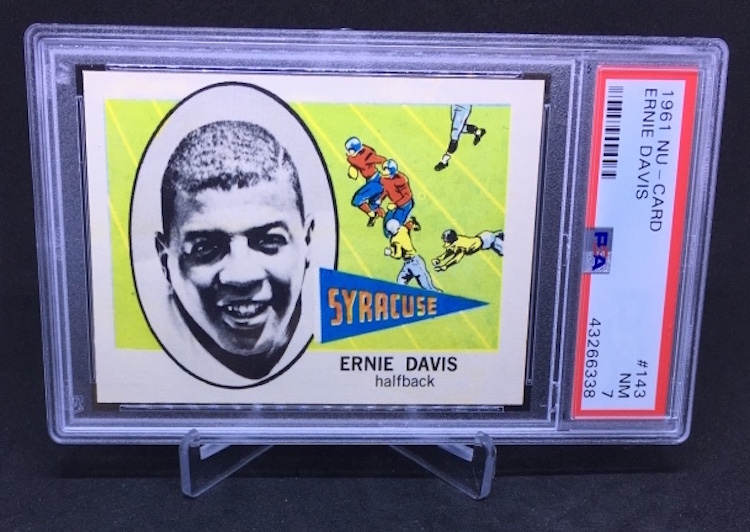 SYRACUSE
ERNIE DAVIS
halfback
1961 NU-CARD
ERNIE DAVIS
PSA
#143
NM
7
43266338